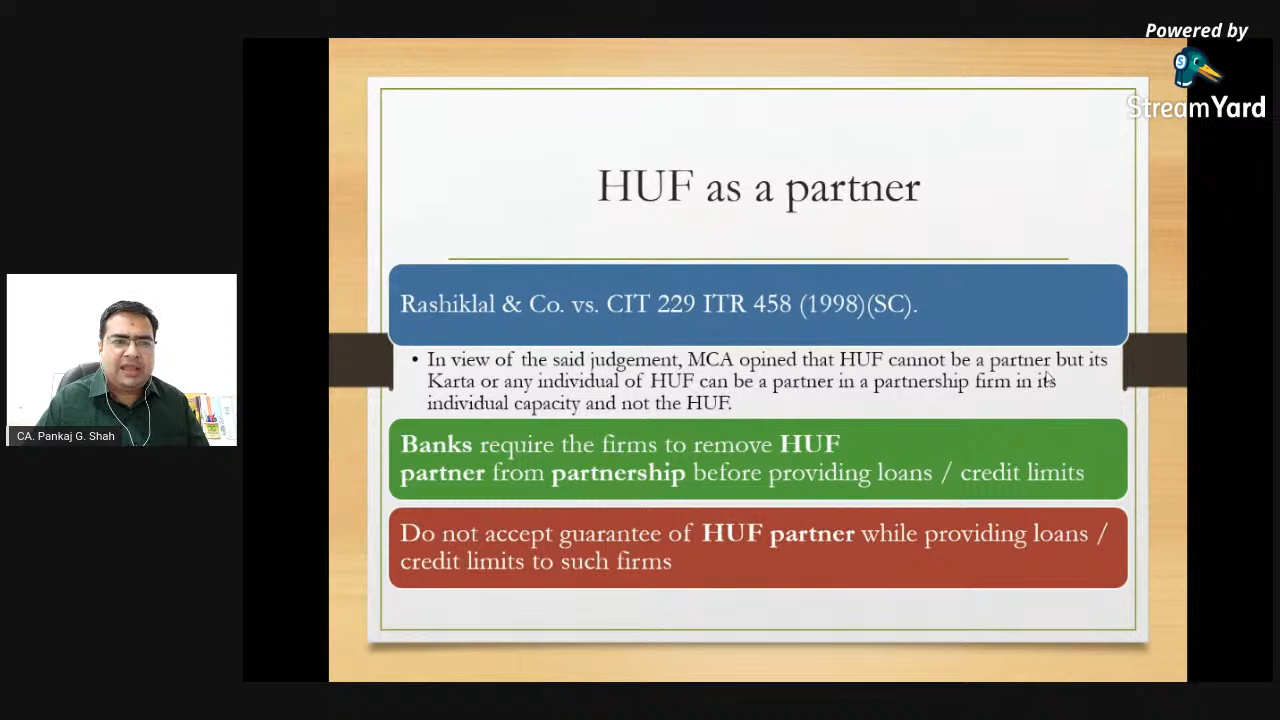 Powered by
StreamYard
HUF as a partner
Rashiklal & Co. vs. CIT 229 ITR 458 (1998)(SC).
• In view of the said judgement, MCA opined that HUF cannot be a partner but its
Karta or any individual of HUF can be a partner in a partnership firm in its
individual capacity and not the HUF.
Banks require the firms to remove HUF
partner from partnership before providing loans / credit limits
Do not accept guarantee of HUF partner while providing loans /
credit limits to such firms
CA. Pankaj G. Shah